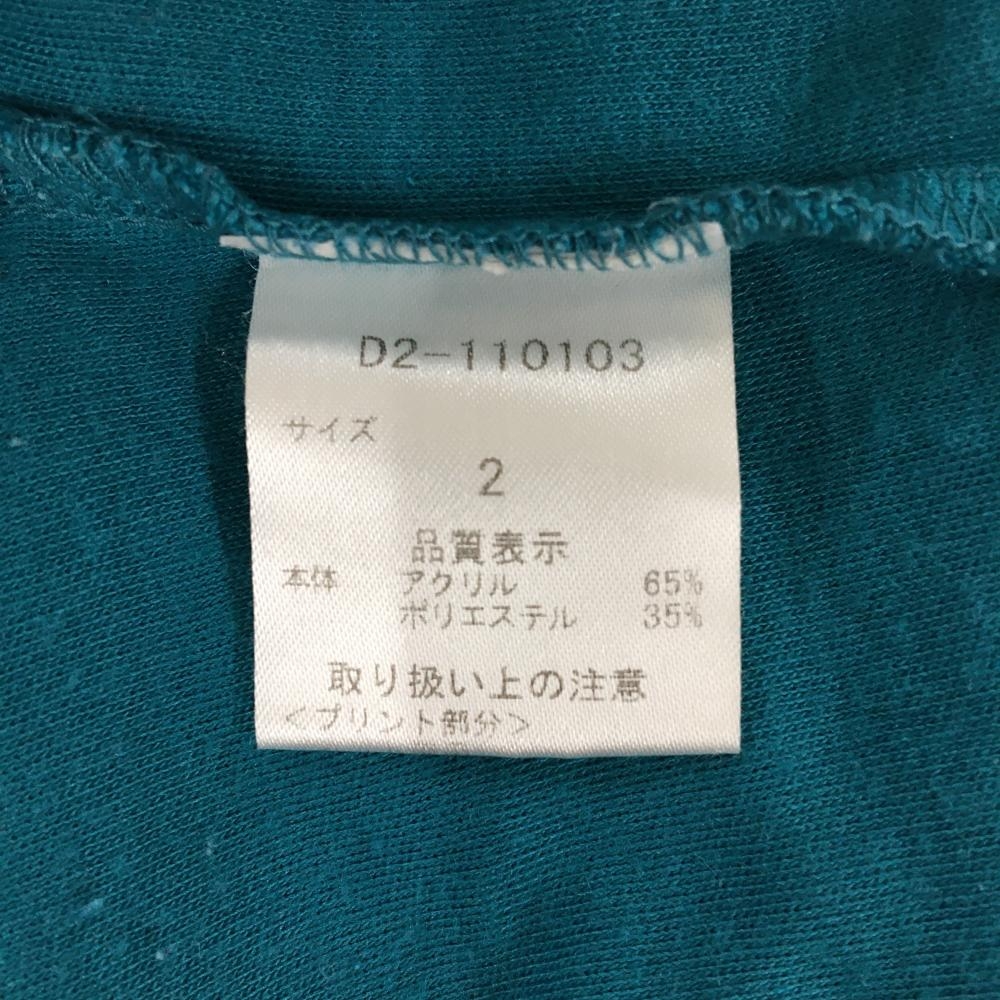 D2-110103
サイズ
2
品質表示
本体 アクリル 65%
ポリエステル 35%
取り扱い上の注意
<プリント部分>